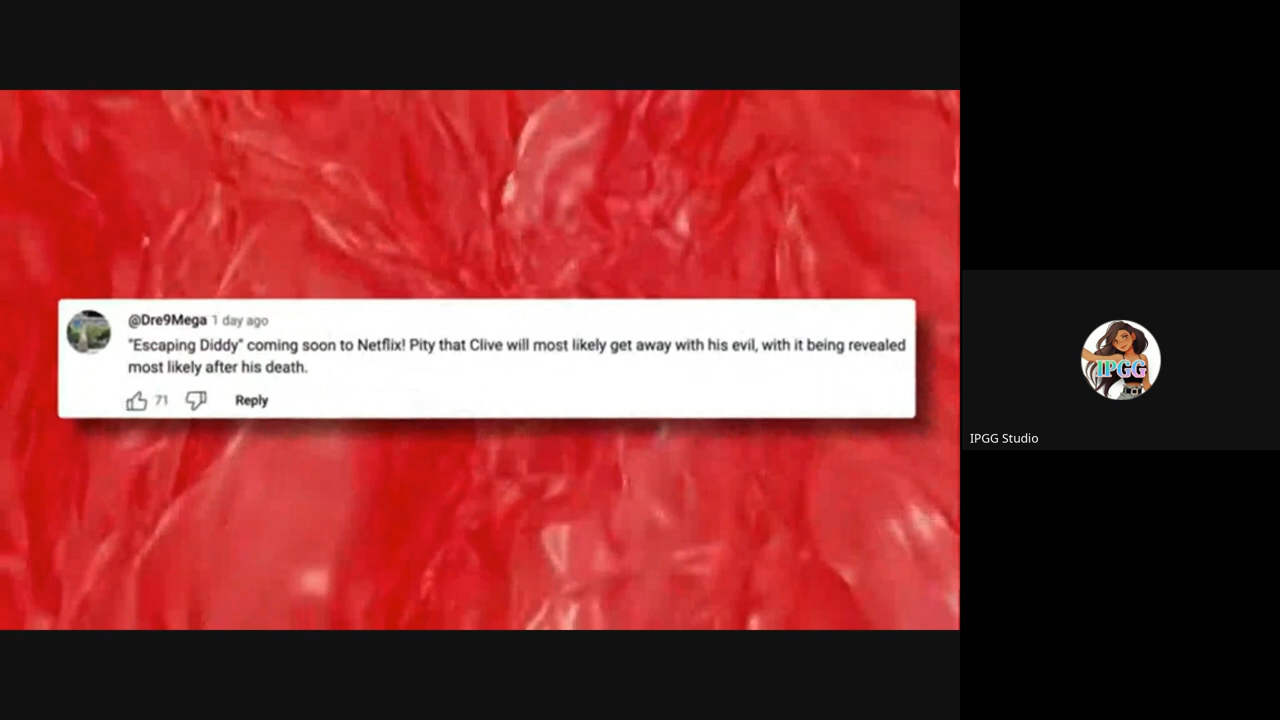 @Dre9Mega 1 day ago
"Escaping Diddy" coming soon to Netflix! Pity that Clive will most likely get away with his evil, with it being revealed
most likely after his death.
71 Reply
IPGG
IPGG Studio